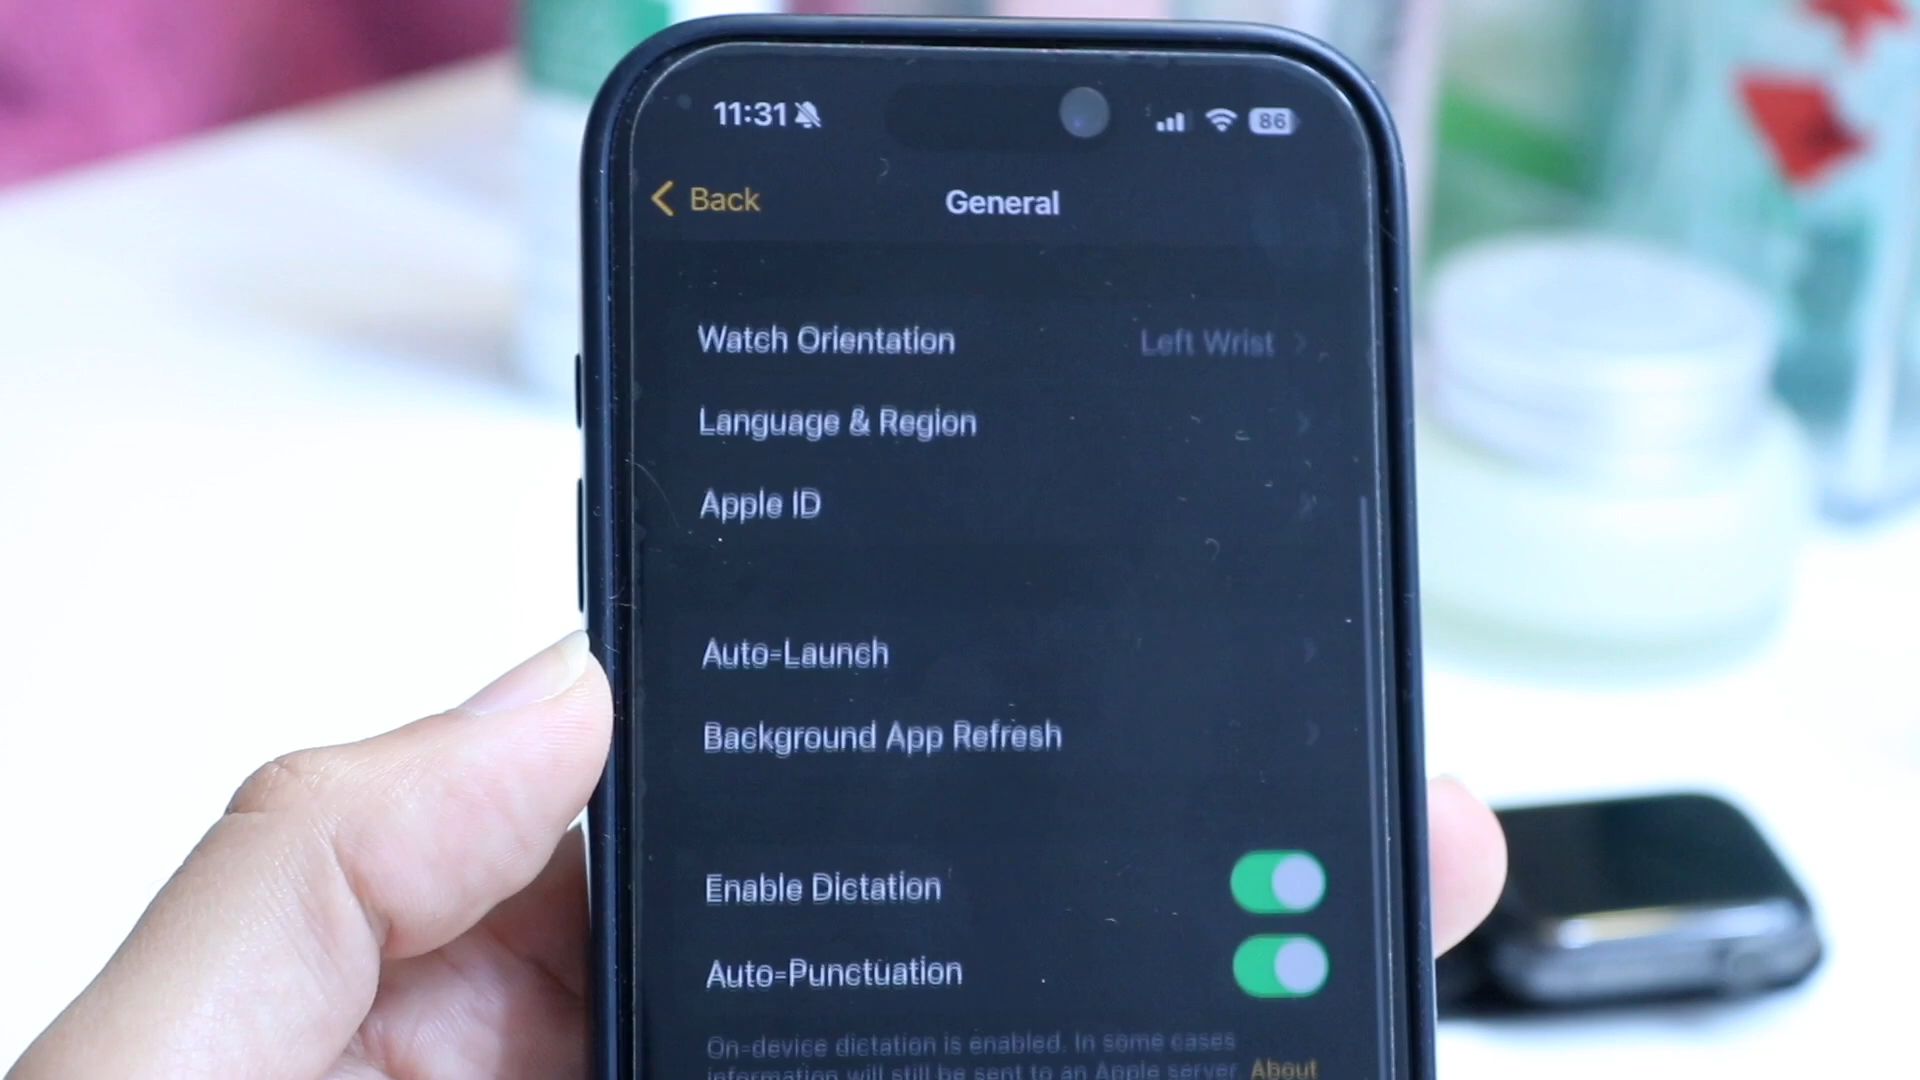 11:31 86
Back General
Watch Orientation Left Wrist
Language & Region
Apple ID
Auto-Launch
Background App Refresh
Enable Dictation
Auto-Punctuation
On-device dictation is enabled. In some cases
information will still be sent to an Apple server. About